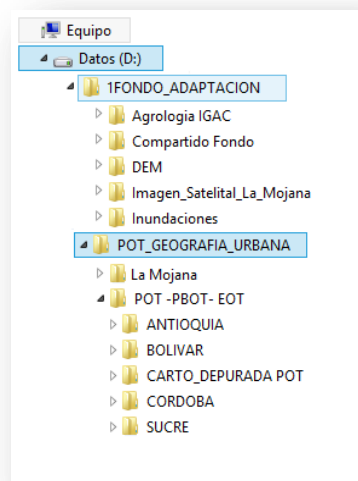 Equipo
Datos (D:)
1FONDO_ADAPTACION
Agrologia IGAC
Compartido Fondo
DEM
Imagen_Satelital_La_Mojana
Inundaciones
POT_GEOGRAFIA_URBANA
La Mojana
POT -PBOT- EOT
ANTIOQUIA
BOLIVAR
CARTO_DEPURADA POT
CORDOBA
SUCRE